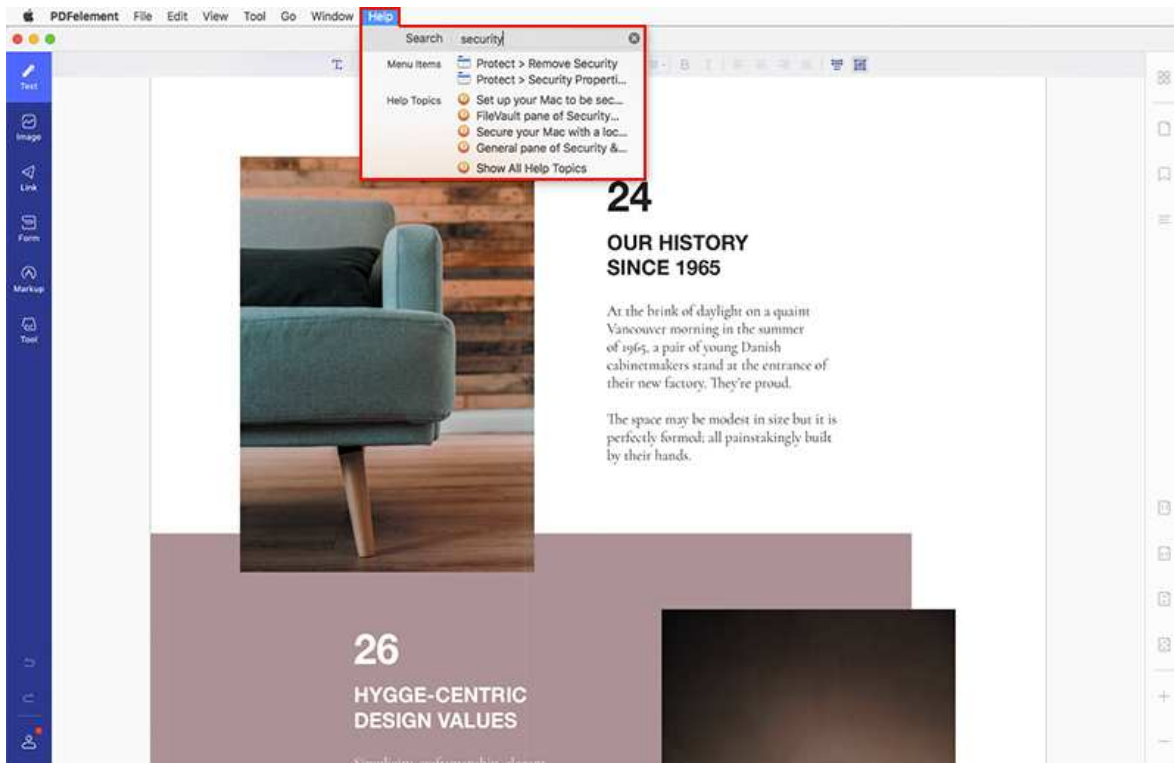 PDFelement File Edit View Tool Go Window Help
Search security
Menu Items Protect > Remove Security
Protect > Security Properti...
Help Topics Set up your Mac to be sec...
FileVault pane of Security...
Secure your Mac with a loc...
General pane of Security &...
Show All Help Topics
Text
Image
Link
Form
Markup
Tool
B I
24
OUR HISTORY
SINCE 1965
At the brink of daylight on a quaint
Vancouver morning in the summer
of 1965, a pair of young Danish
cabinetmakers stand at the entrance of
their new factory. They're proud.
The space may be modest in size but it is
perfectly formed; all painstakingly built
by their hands.
26
HYGGE-CENTRIC
DESIGN VALUES